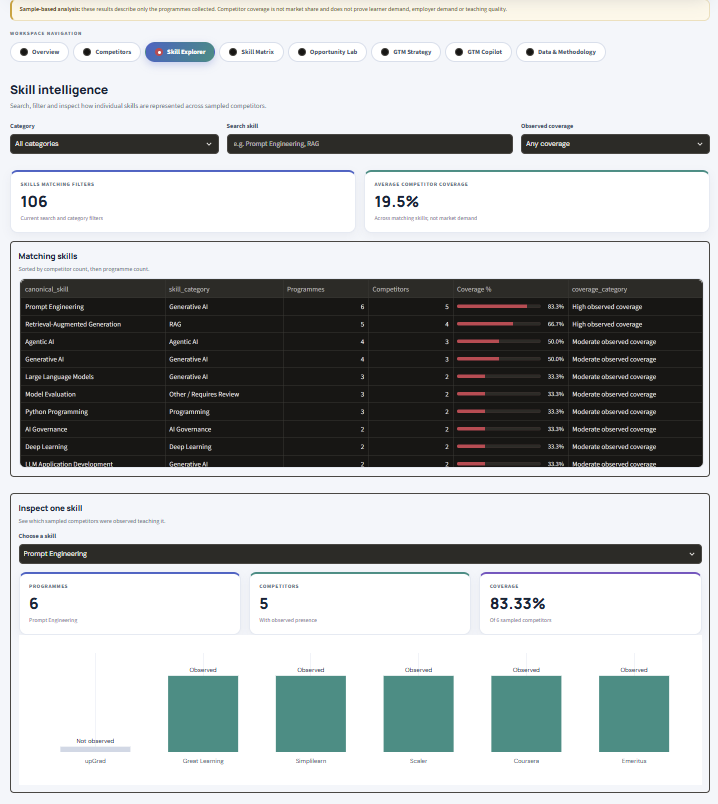 Sample-based analysis: these results describe only the programmes collected. Competitor coverage is not market share and does not prove learner demand, employer demand or teaching quality.
WORKSPACE NAVIGATION
Overview
Competitors
Skill Explorer
Skill Matrix
Opportunity Lab
GTM Strategy
GTM Copilot
Data & Methodology
Skill intelligence
Search, filter and inspect how individual skills are represented across sampled competitors.
Category
Search skill
Observed coverage
All categories
e.g. Prompt Engineering, RAG
Any coverage
SKILLS MATCHING FILTERS
106
Current search and category filters
AVERAGE COMPETITOR COVERAGE
19.5%
Across matching skills, not market demand
Matching skills
Sorted by competitor count, then programme count.
canonical_skill skill_category Programmes Competitors Coverage % coverage_category
Prompt Engineering Generative AI 6 5 83.3% High observed coverage
Retrieval-Augmented Generation RAG 5 4 66.7% High observed coverage
Agentic AI Agentic AI 4 3 50.0% Moderate observed coverage
Generative AI Generative AI 4 3 50.0% Moderate observed coverage
Large Language Models Generative AI 3 2 33.3% Moderate observed coverage
Model Evaluation Other / Requires Review 3 2 33.3% Moderate observed coverage
Python Programming Programming 3 2 33.3% Moderate observed coverage
AI Governance AI Governance 2 2 33.3% Moderate observed coverage
Deep Learning Deep Learning 2 2 33.3% Moderate observed coverage
LLM Application Development Generative AI 2 2 33.3% Moderate observed coverage
Inspect one skill
See which sampled competitors were observed teaching it.
Choose a skill
Prompt Engineering
PROGRAMMES
6
Prompt Engineering
COMPETITORS
5
With observed presence
COVERAGE
83.33%
Of 6 sampled competitors
Not observed Observed Observed Observed Observed Observed
upGrad Great Learning Simplilearn Scaler Coursera Emeritus